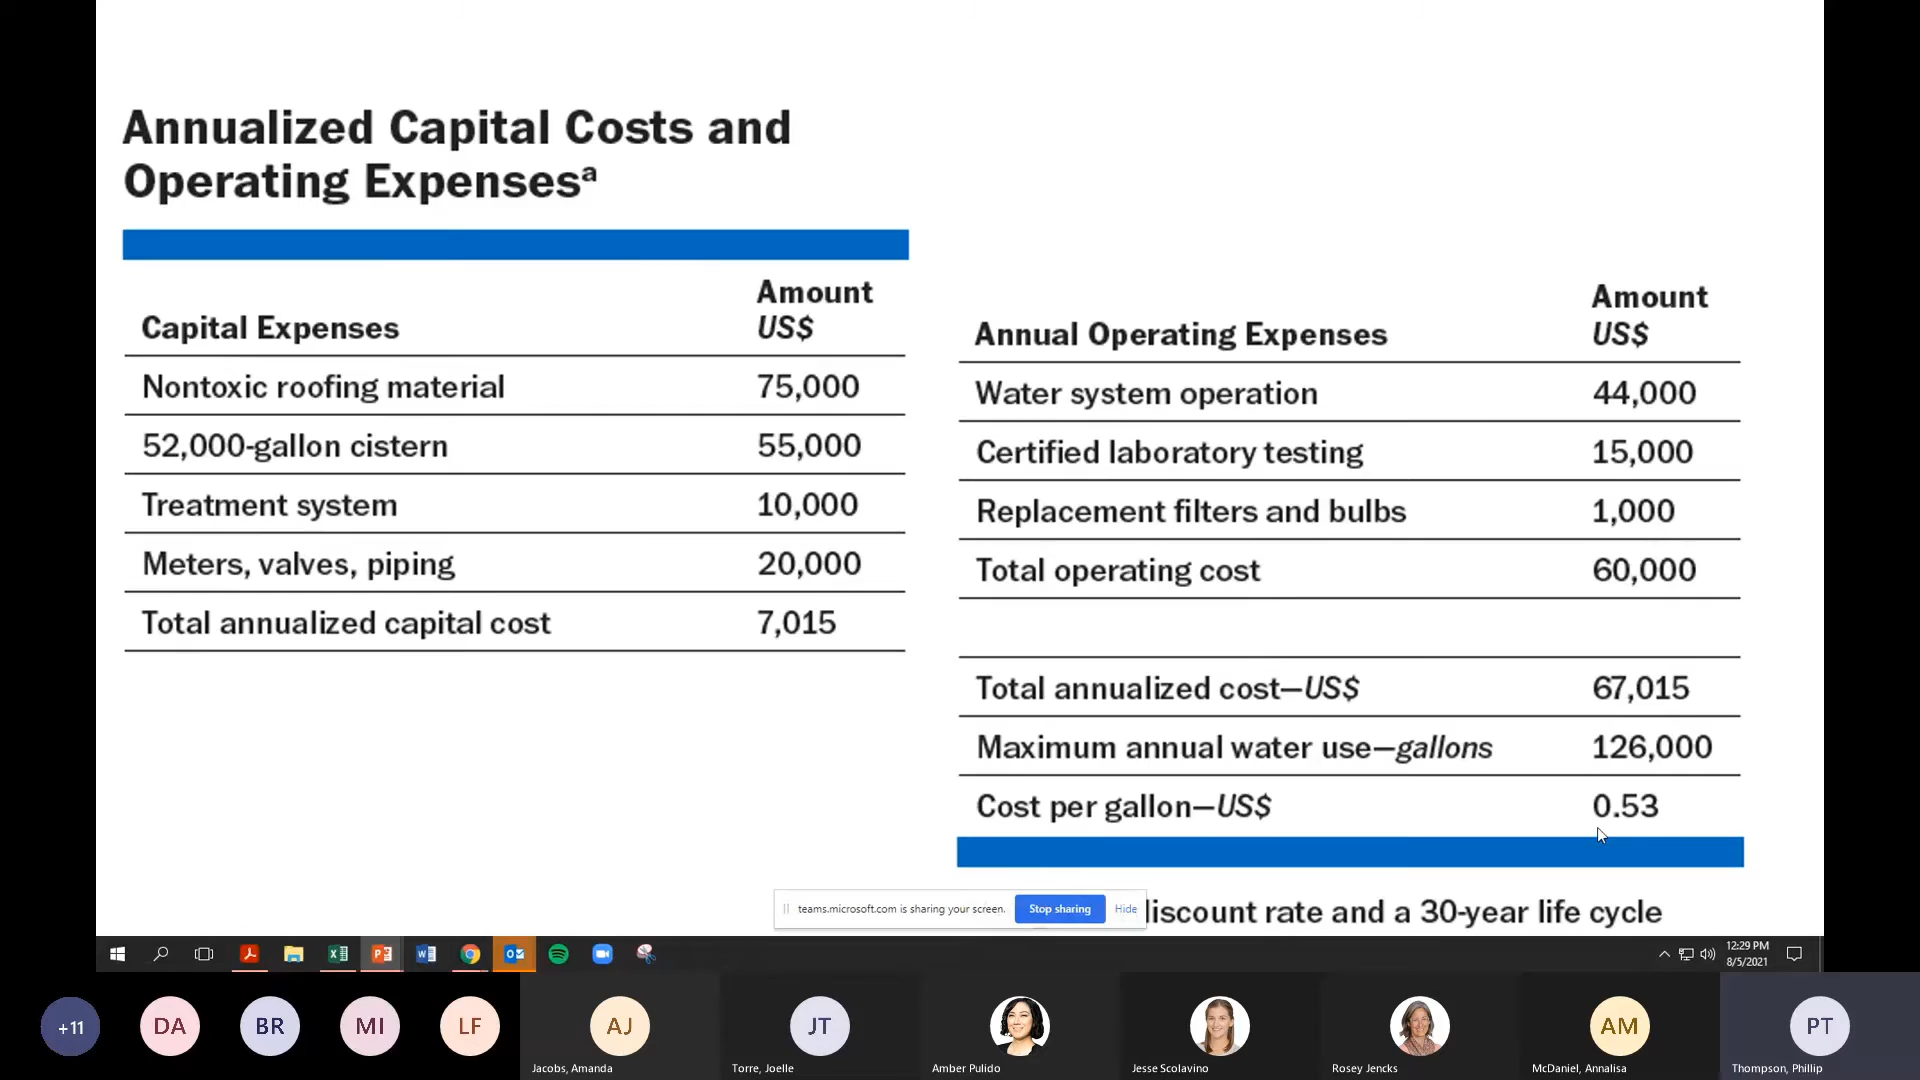 Annualized Capital Costs and
Operating Expensesa
Amount
Capital Expenses US$
Nontoxic roofing material 75,000
52,000-gallon cistern 55,000
Treatment system 10,000
Meters, valves, piping 20,000
Total annualized capital cost 7,015
Amount
Annual Operating Expenses US$
Water system operation 44,000
Certified laboratory testing 15,000
Replacement filters and bulbs 1,000
Total operating cost 60,000
Total annualized cost—US$ 67,015
Maximum annual water use—gallons 126,000
Cost per gallon—US$ 0.53
discount rate and a 30-year life cycle
teams.microsoft.com is sharing your screen. Stop sharing Hide
12:29 PM
8/5/2021
+11 DA BR MI LF AJ JT AM PT
Jacobs, Amanda Torre, Joelle Amber Pulido Jesse Scolavino Rosey Jencks McDaniel, Annalisa Thompson, Phillip